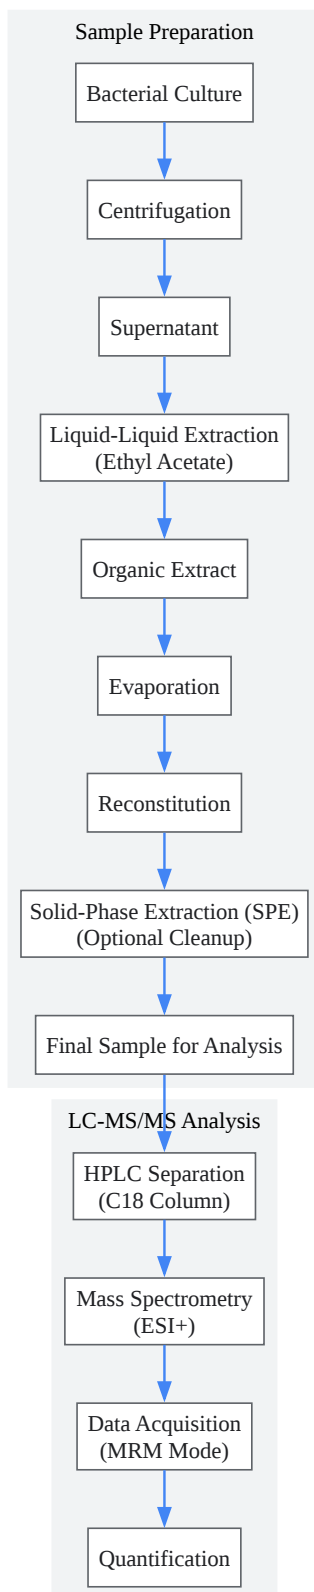 Sample Preparation
Bacterial Culture
Centrifugation
Supernatant
Liquid-Liquid Extraction
(Ethyl Acetate)
Organic Extract
Evaporation
Reconstitution
Solid-Phase Extraction (SPE)
(Optional Cleanup)
Final Sample for Analysis
LC-MS/MS Analysis
HPLC Separation
(C18 Column)
Mass Spectrometry
(ESI+)
Data Acquisition
(MRM Mode)
Quantification